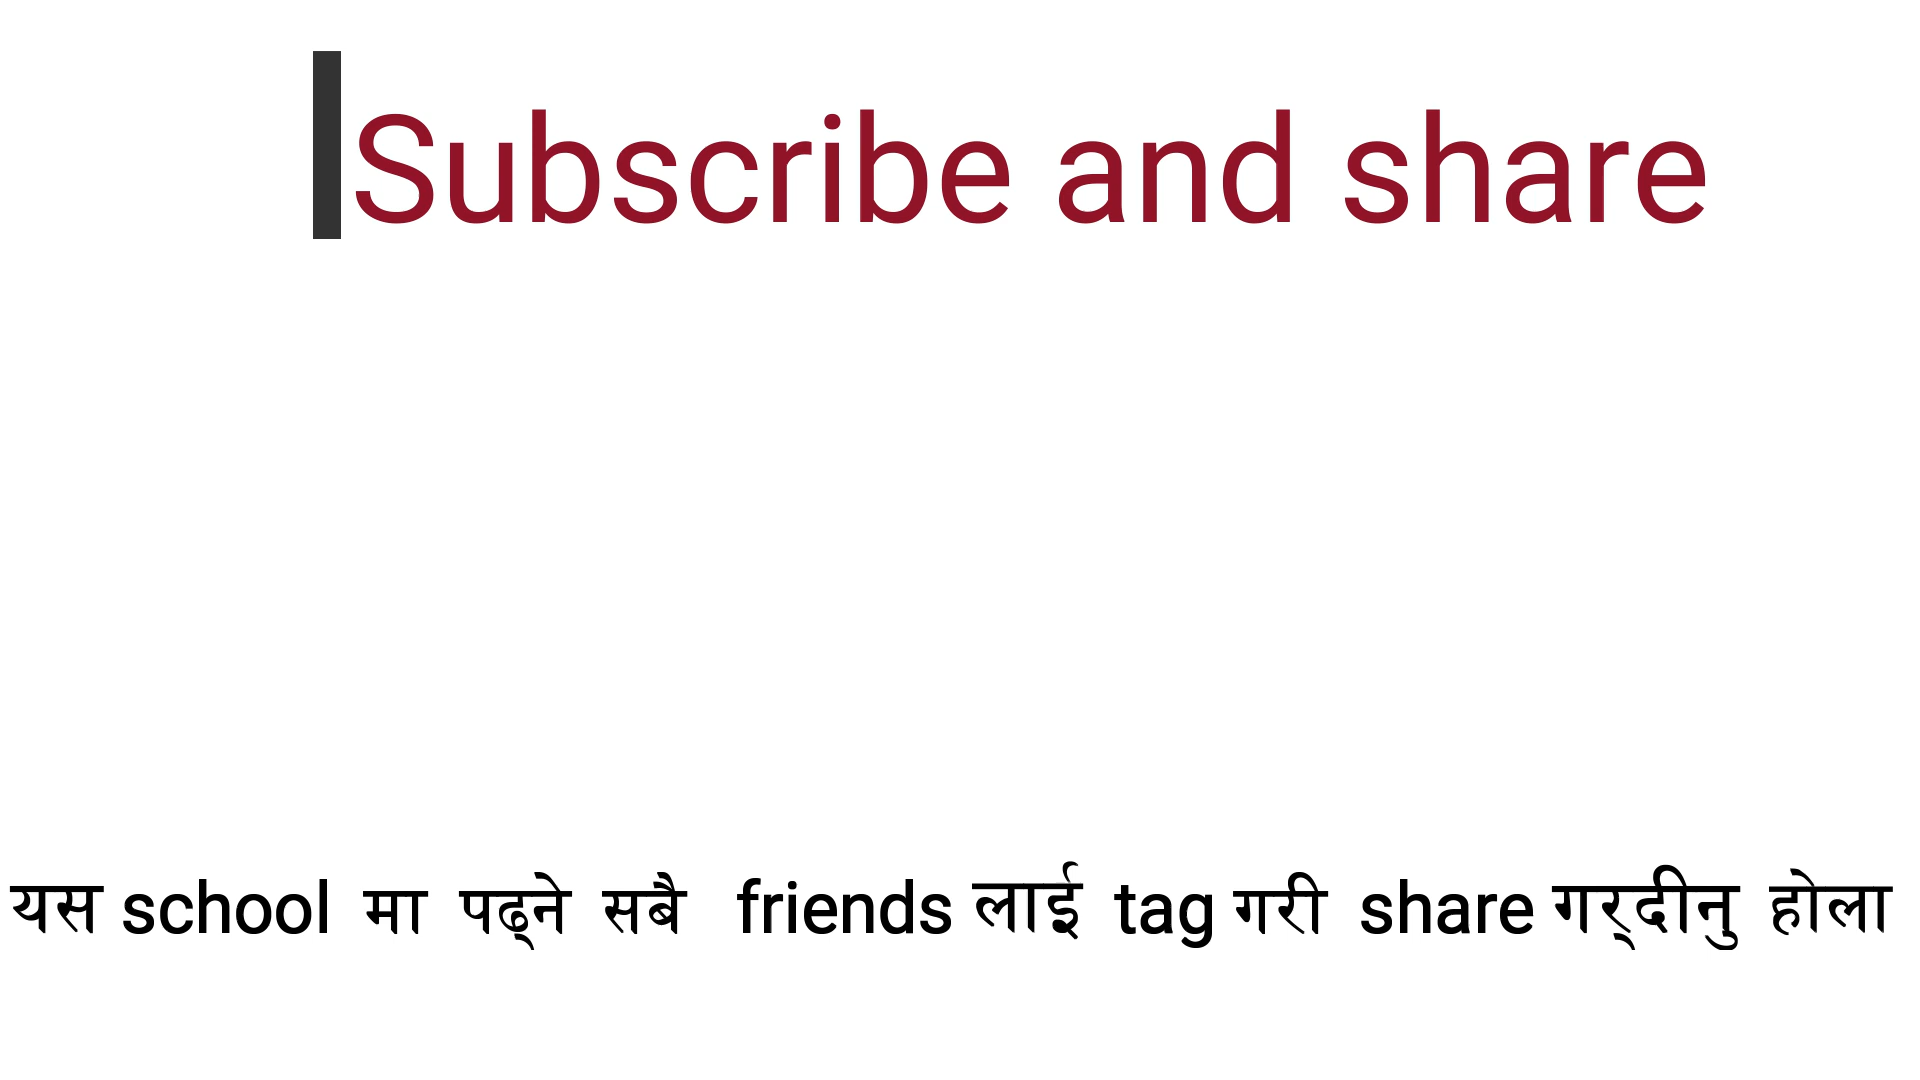 Subscribe and share
यस school मा पढ्ने सबै friends लाई tag गरी share गर्‌दीनु होला